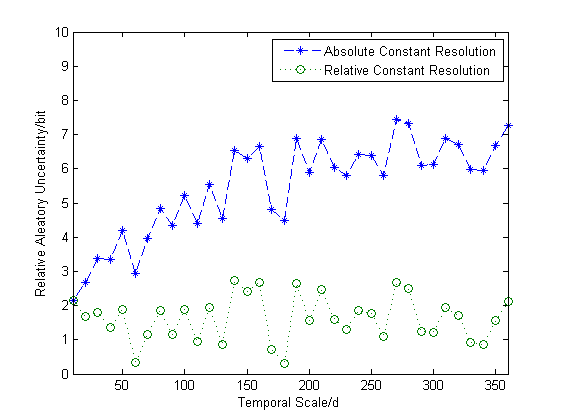 10
9
8
7
6
5
4
3
2
1
0
Relative Aleatory Uncertainty/bit
Absolute Constant Resolution
Relative Constant Resolution
50 100 150 200 250 300 350
Temporal Scale/d